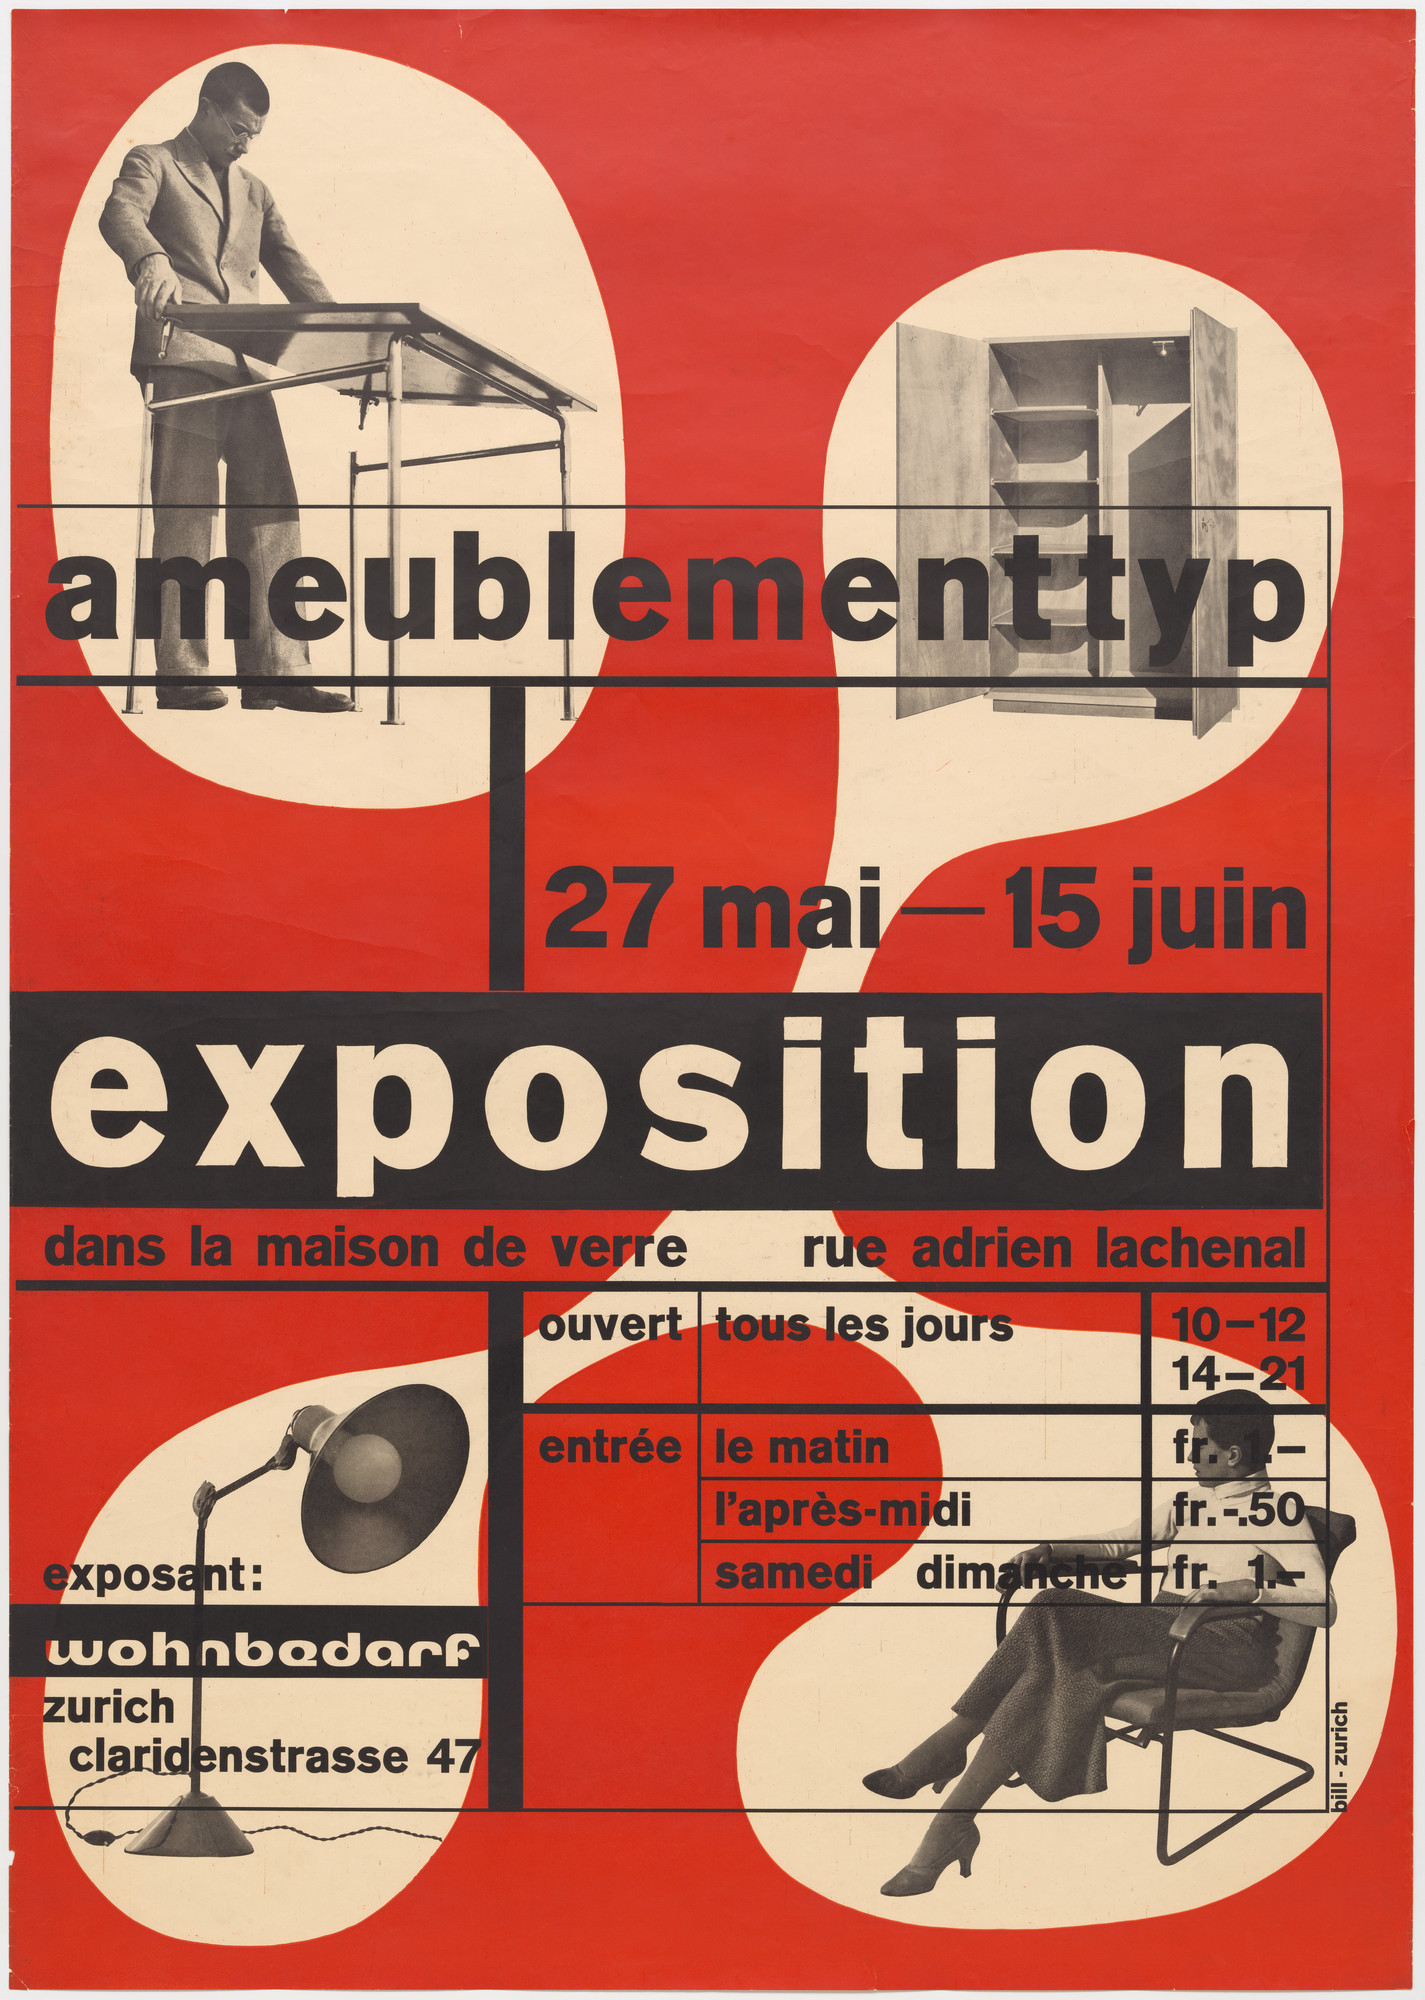 ameublementtyp
27 mai — 15 juin
exposition
dans la maison de verre rue adrien lachenal
ouvert tous les jours 10–12
14–21
entrée le matin fr. 1.–
l'après-midi fr.-.50
samedi dimanche fr. 1.–
exposant:
wohnbedarf
zurich
claridenstrasse 47
bill - zurich